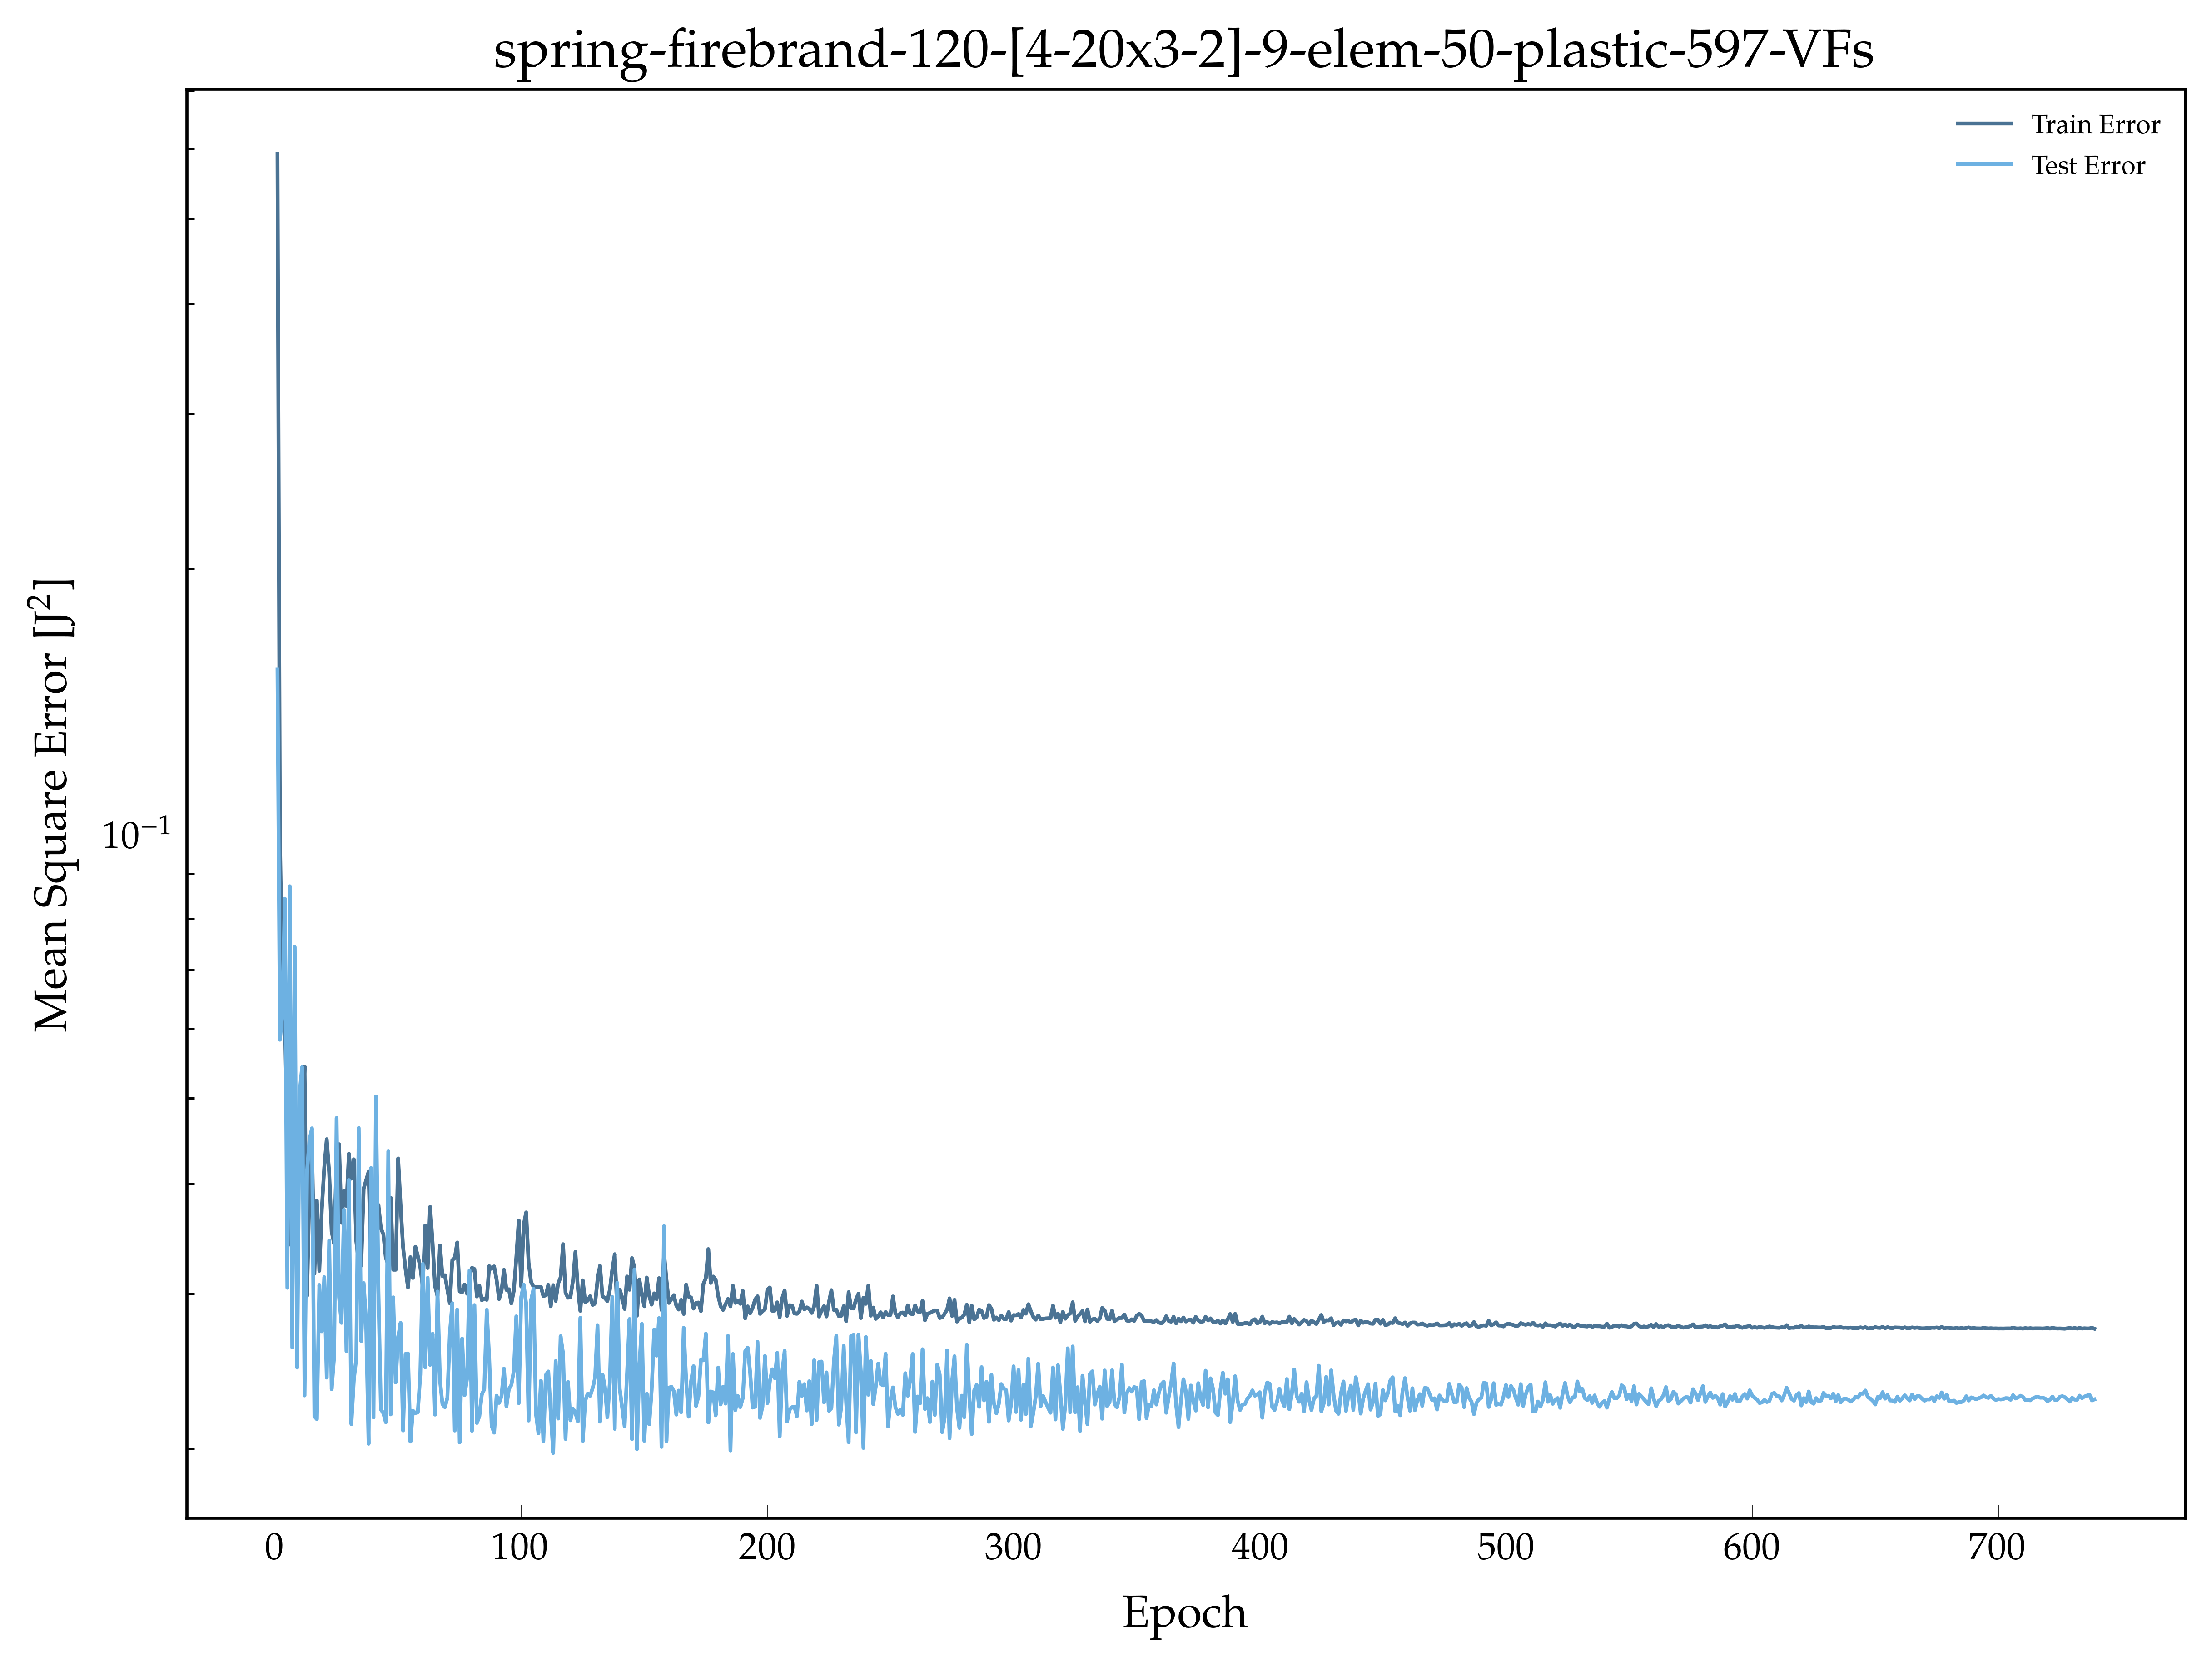 spring-firebrand-120-[4-20x3-2]-9-elem-50-plastic-597-VFs
Train Error
Test Error
Mean Square Error [J²]
10⁻¹
0 100 200 300 400 500 600 700
Epoch